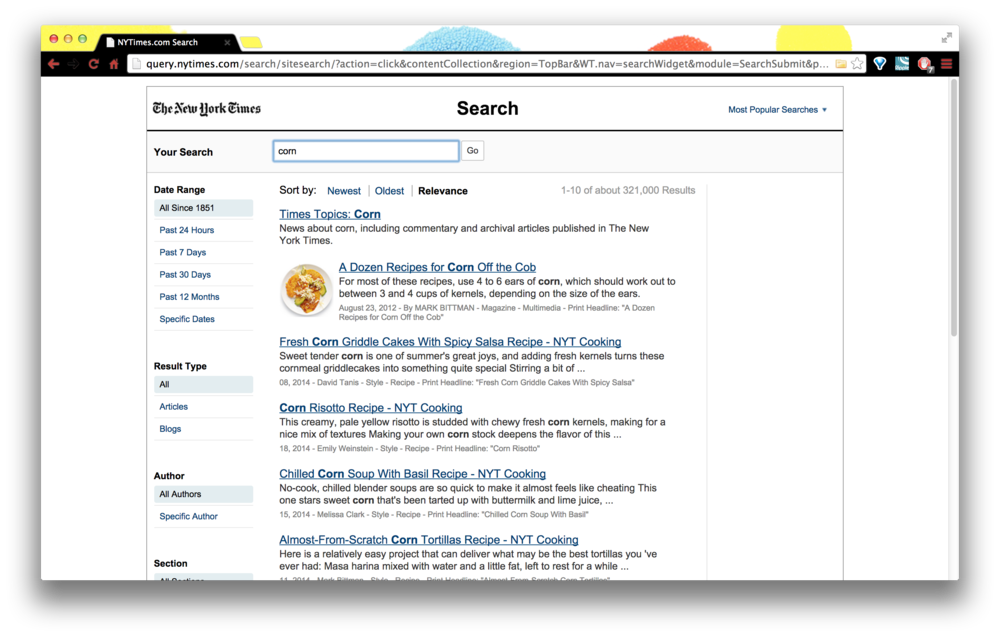 NYTimes.com Search
query.nytimes.com/search/sitesearch/?action=click&contentCollection&region=TopBar&WT.nav=searchWidget&module=SearchSubmit&p...
The New York Times
Search
Most Popular Searches
Your Search
corn
Go
Date Range
All Since 1851
Past 24 Hours
Past 7 Days
Past 30 Days
Past 12 Months
Specific Dates
Result Type
All
Articles
Blogs
Author
All Authors
Specific Author
Section
All Sections
Sort by: Newest | Oldest | Relevance
1-10 of about 321,000 Results
Times Topics: Corn
News about corn, including commentary and archival articles published in The New
York Times.
A Dozen Recipes for Corn Off the Cob
For most of these recipes, use 4 to 6 ears of corn, which should work out to
between 3 and 4 cups of kernels, depending on the size of the ears.
August 23, 2012 - By MARK BITTMAN - Magazine - Multimedia - Print Headline: "A Dozen
Recipes for Corn Off the Cob"
Fresh Corn Griddle Cakes With Spicy Salsa Recipe - NYT Cooking
Sweet tender corn is one of summer's great joys, and adding fresh kernels turns these
cornmeal griddlecakes into something quite special Stirring a bit of ...
08, 2014 - David Tanis - Style - Recipe - Print Headline: "Fresh Corn Griddle Cakes With Spicy Salsa"
Corn Risotto Recipe - NYT Cooking
This creamy, pale yellow risotto is studded with chewy fresh corn kernels, making for a
nice mix of textures Making your own corn stock deepens the flavor of this ...
18, 2014 - Emily Weinstein - Style - Recipe - Print Headline: "Corn Risotto"
Chilled Corn Soup With Basil Recipe - NYT Cooking
No-cook, chilled blender soups are so quick to make it almost feels like cheating This
one stars sweet corn that's been tarted up with buttermilk and lime juice, ...
15, 2014 - Melissa Clark - Style - Recipe - Print Headline: "Chilled Corn Soup With Basil"
Almost-From-Scratch Corn Tortillas Recipe - NYT Cooking
Here is a relatively easy project that can deliver what may be the best tortillas you 've
ever had: Masa harina mixed with water and a little fat, left to rest for a while ...
11, 2014 - Mark Bittman - Style - Recipe - Print Headline: "Almost-From-Scratch Corn Tortillas"